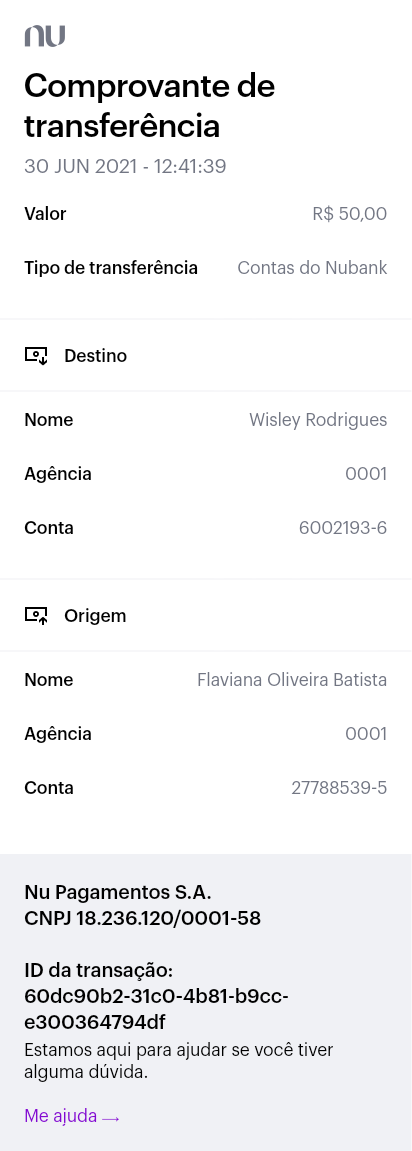 nu
Comprovante de
transferência
30 JUN 2021 - 12:41:39
Valor R$ 50,00
Tipo de transferência Contas do Nubank
Destino
Nome Wisley Rodrigues
Agência 0001
Conta 6002193-6
Origem
Nome Flaviana Oliveira Batista
Agência 0001
Conta 27788539-5
Nu Pagamentos S.A.
CNPJ 18.236.120/0001-58
ID da transação:
60dc90b2-31c0-4b81-b9cc-
e300364794df
Estamos aqui para ajudar se você tiver
alguma dúvida.
Me ajuda →